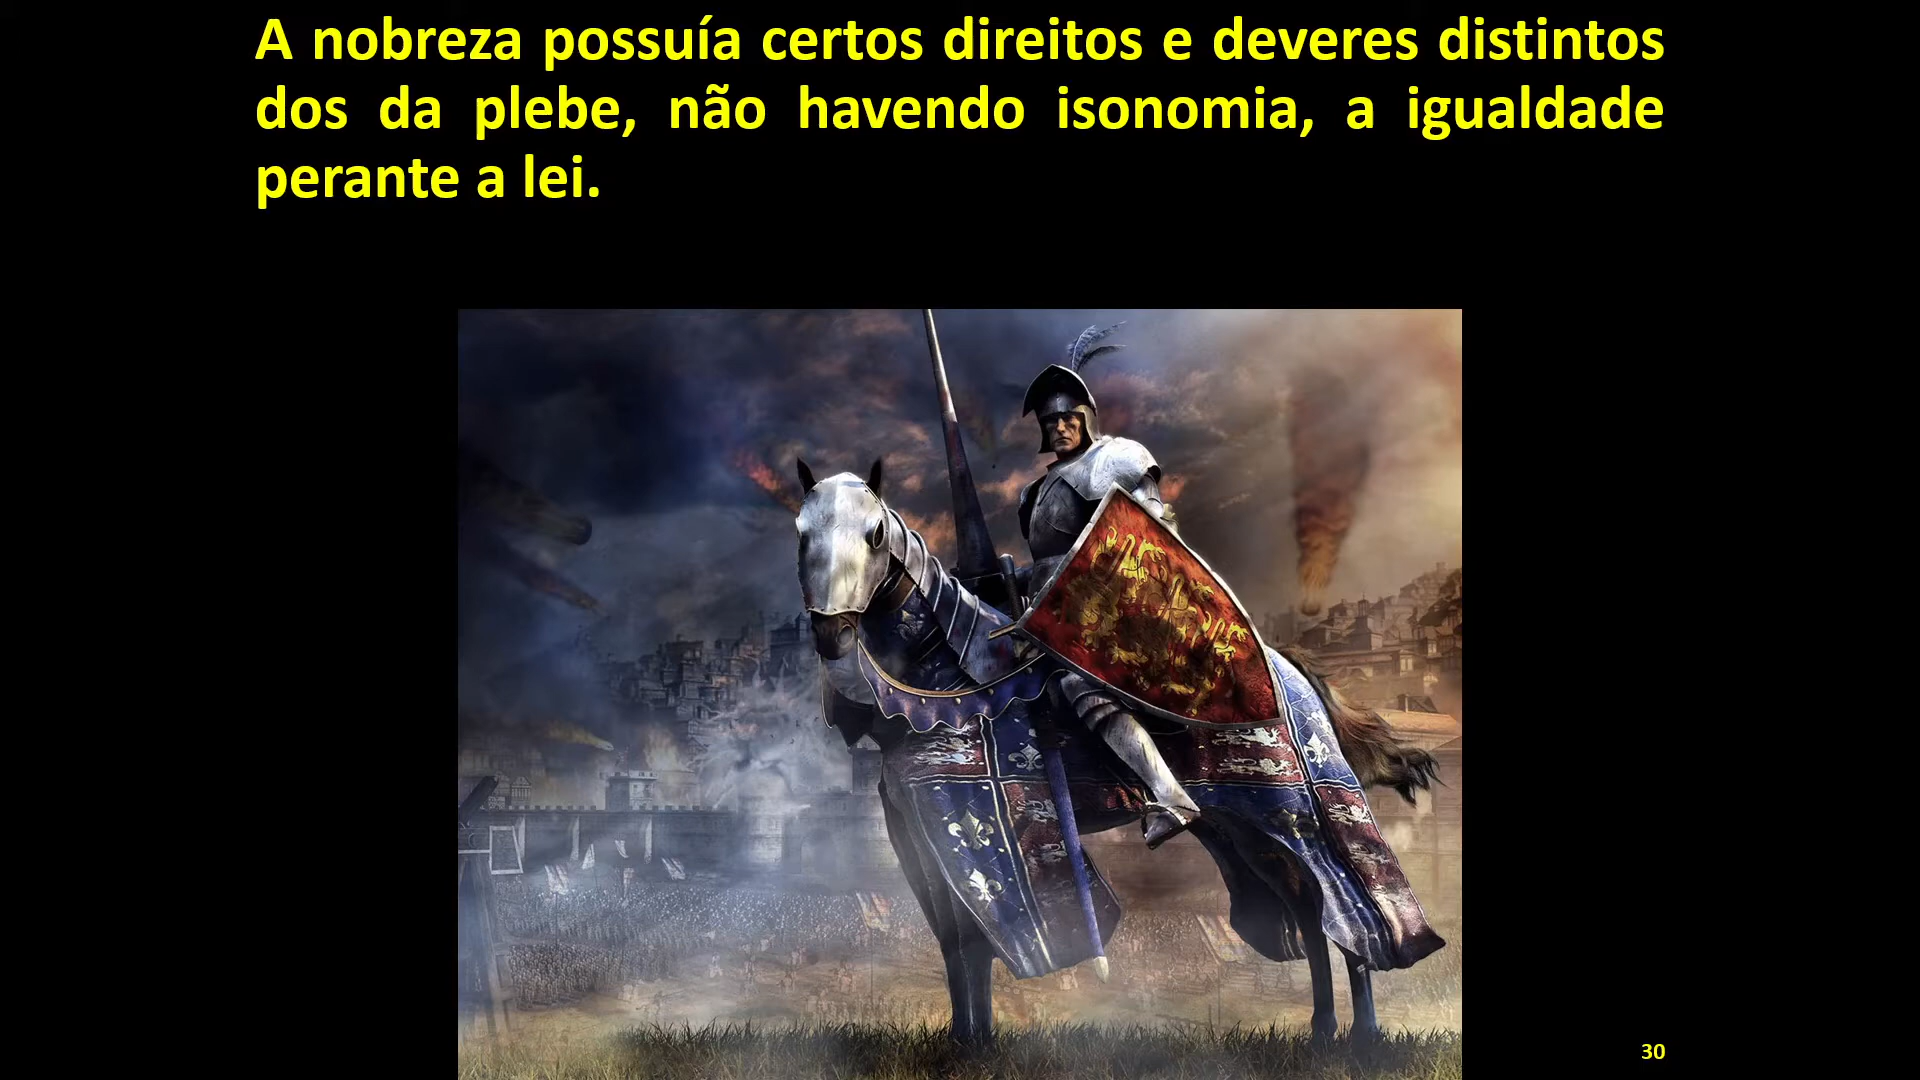 A nobreza possuía certos direitos e deveres distintos
dos da plebe, não havendo isonomia, a igualdade
perante a lei.
30